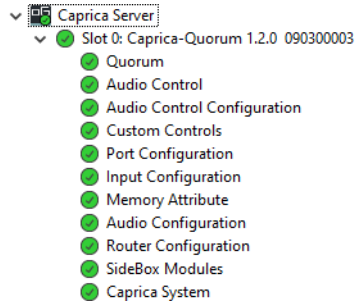 Caprica Server
Slot 0: Caprica-Quorum 1.2.0 090300003
Quorum
Audio Control
Audio Control Configuration
Custom Controls
Port Configuration
Input Configuration
Memory Attribute
Audio Configuration
Router Configuration
SideBox Modules
Caprica System